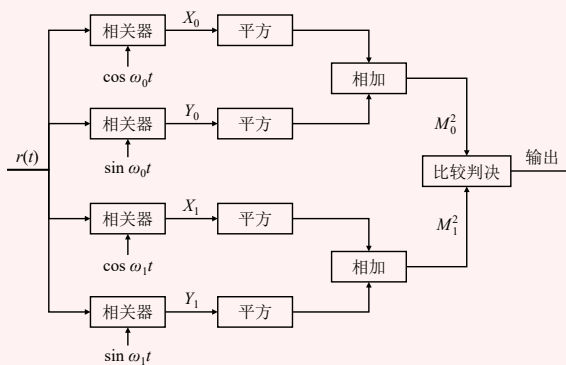 相关器
X₀
平方
cos ω₀t
相加
相关器
Y₀
平方
M₀²
sin ω₀t
r(t)
比较判决
输出
相关器
X₁
平方
M₁²
cos ω₁t
相加
相关器
Y₁
平方
sin ω₁t